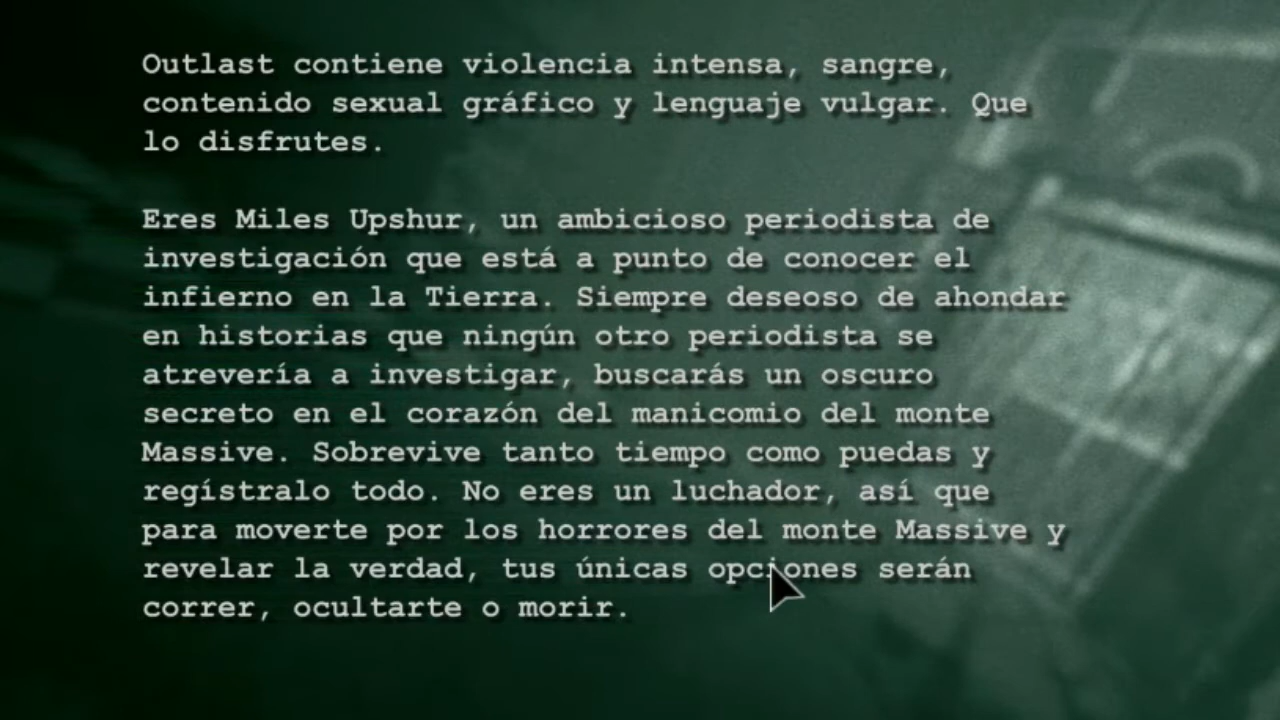 Outlast contiene violencia intensa, sangre,
contenido sexual gráfico y lenguaje vulgar. Que
lo disfrutes.
Eres Miles Upshur, un ambicioso periodista de
investigación que está a punto de conocer el
infierno en la Tierra. Siempre deseoso de ahondar
en historias que ningún otro periodista se
atrevería a investigar, buscarás un oscuro
secreto en el corazón del manicomio del monte
Massive. Sobrevive tanto tiempo como puedas y
regístralo todo. No eres un luchador, así que
para moverte por los horrores del monte Massive y
revelar la verdad, tus únicas opciones serán
correr, ocultarte o morir.